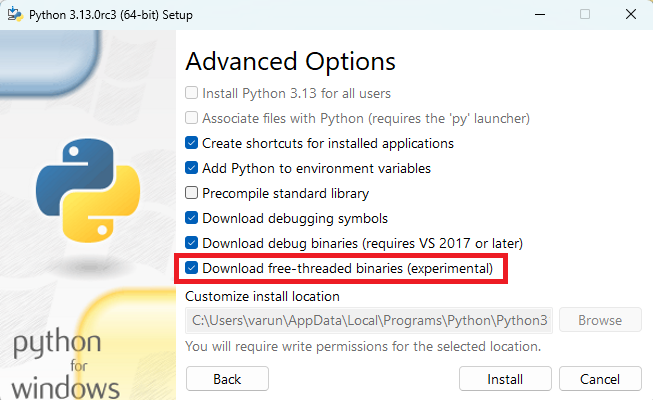 Python 3.13.0rc3 (64-bit) Setup
Advanced Options
Install Python 3.13 for all users
Associate files with Python (requires the 'py' launcher)
Create shortcuts for installed applications
Add Python to environment variables
Precompile standard library
Download debugging symbols
Download debug binaries (requires VS 2017 or later)
Download free-threaded binaries (experimental)
Customize install location
C:\Users\varun\AppData\Local\Programs\Python\Python3
Browse
You will require write permissions for the selected location.
python
for
windows
Back
Install
Cancel